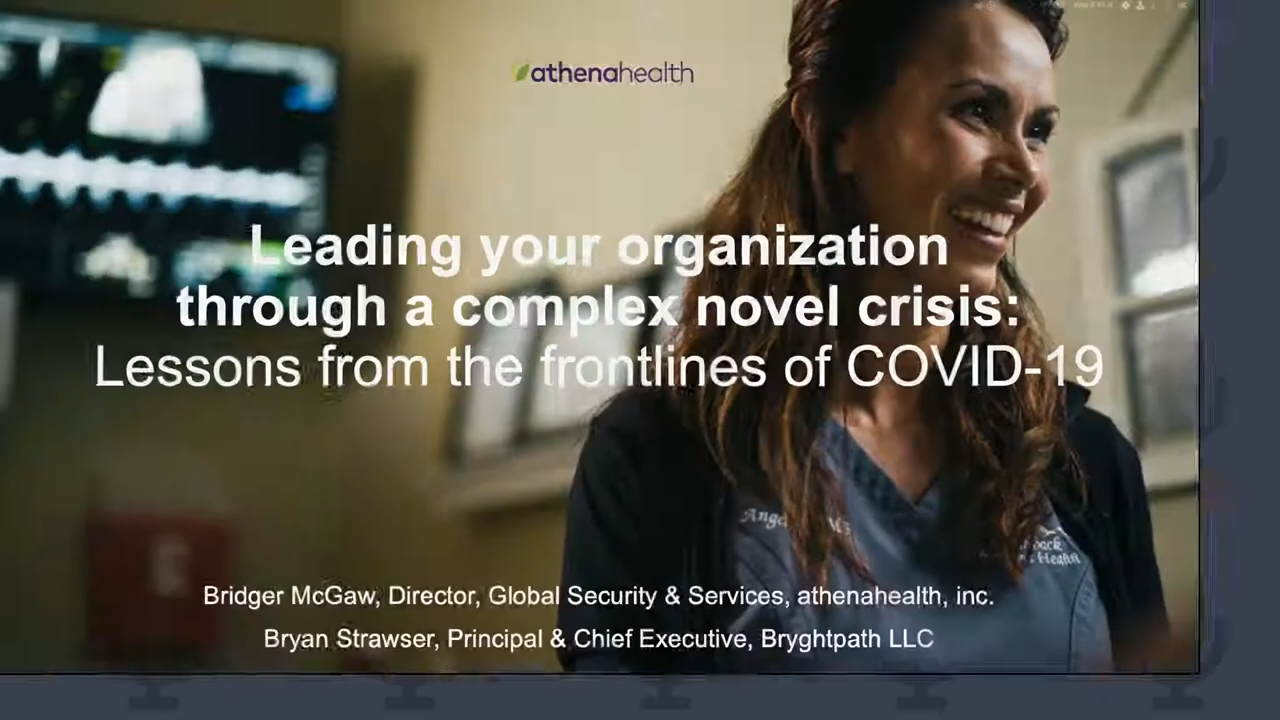 athenahealth
Leading your organization
through a complex novel crisis:
Lessons from the frontlines of COVID-19
Bridger McGaw, Director, Global Security & Services, athenahealth, inc.
Bryan Strawser, Principal & Chief Executive, Bryghtpath LLC